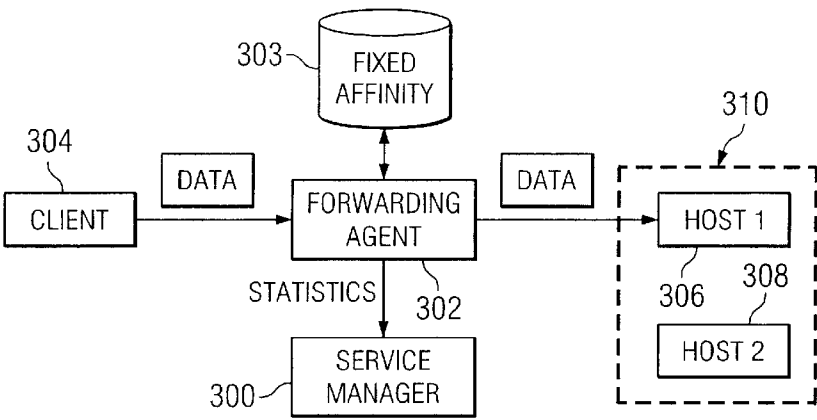 303
FIXED
AFFINITY
310
304
DATA
DATA
CLIENT
FORWARDING
AGENT
HOST 1
306
308
302
STATISTICS
HOST 2
300
SERVICE
MANAGER